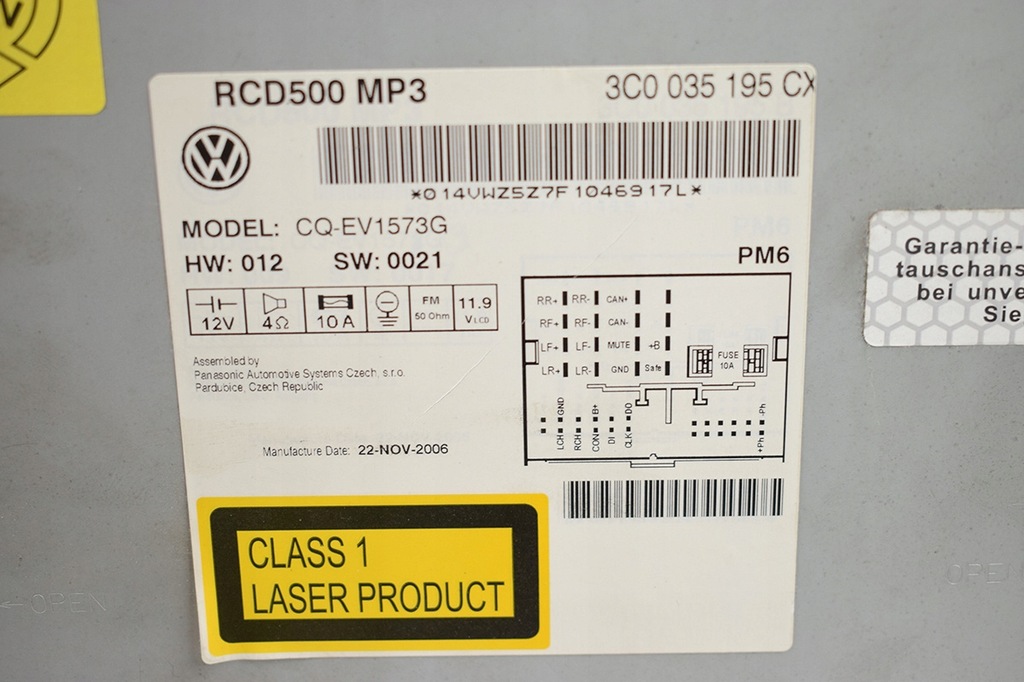 RCD500 MP3
3C0 035 195 CX
*014VWZ5Z7F1046917L*
MODEL: CQ-EV1573G
HW: 012 SW: 0021
PM6
12V 4Ω 10A FM 50 Ohm 11.9 VLCD
Assembled by
Panasonic Automotive Systems Czech, s.r.o.
Pardubice, Czech Republic
Manufacture Date: 22-NOV-2006
RR+ RR- CAN+
RF+ RF- CAN-
LF+ LF- MUTE +B
LR+ LR- GND Safe
FUSE
10A
LCH GND RCH CON B+ DI CLK DO
+Ph -Ph
CLASS 1
LASER PRODUCT
Garantie-
tauschans
bei unve
Sie
OPEN
OPEN